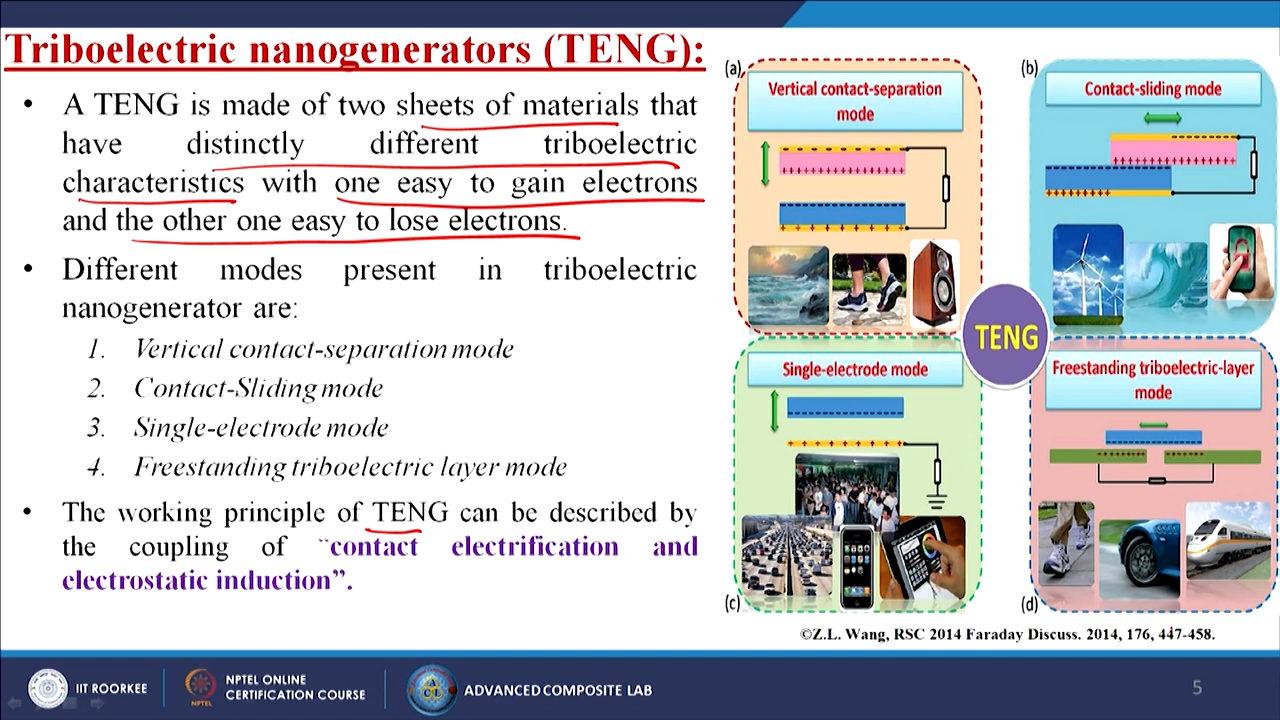 Triboelectric nanogenerators (TENG):
• A TENG is made of two sheets of materials that
have distinctly different triboelectric
characteristics with one easy to gain electrons
and the other one easy to lose electrons.
• Different modes present in triboelectric
nanogenerator are:
1. Vertical contact-separation mode
2. Contact-Sliding mode
3. Single-electrode mode
4. Freestanding triboelectric layer mode
• The working principle of TENG can be described by
the coupling of “contact electrification and
electrostatic induction”.
(a)
Vertical contact-separation
mode
(b)
Contact-sliding mode
TENG
Single-electrode mode
(c)
Freestanding triboelectric-layer
mode
(d)
©Z.L. Wang, RSC 2014 Faraday Discuss. 2014, 176, 447-458.
IIT ROORKEE
NPTEL
NPTEL ONLINE
CERTIFICATION COURSE
ACL
ADVANCED COMPOSITE LAB
5